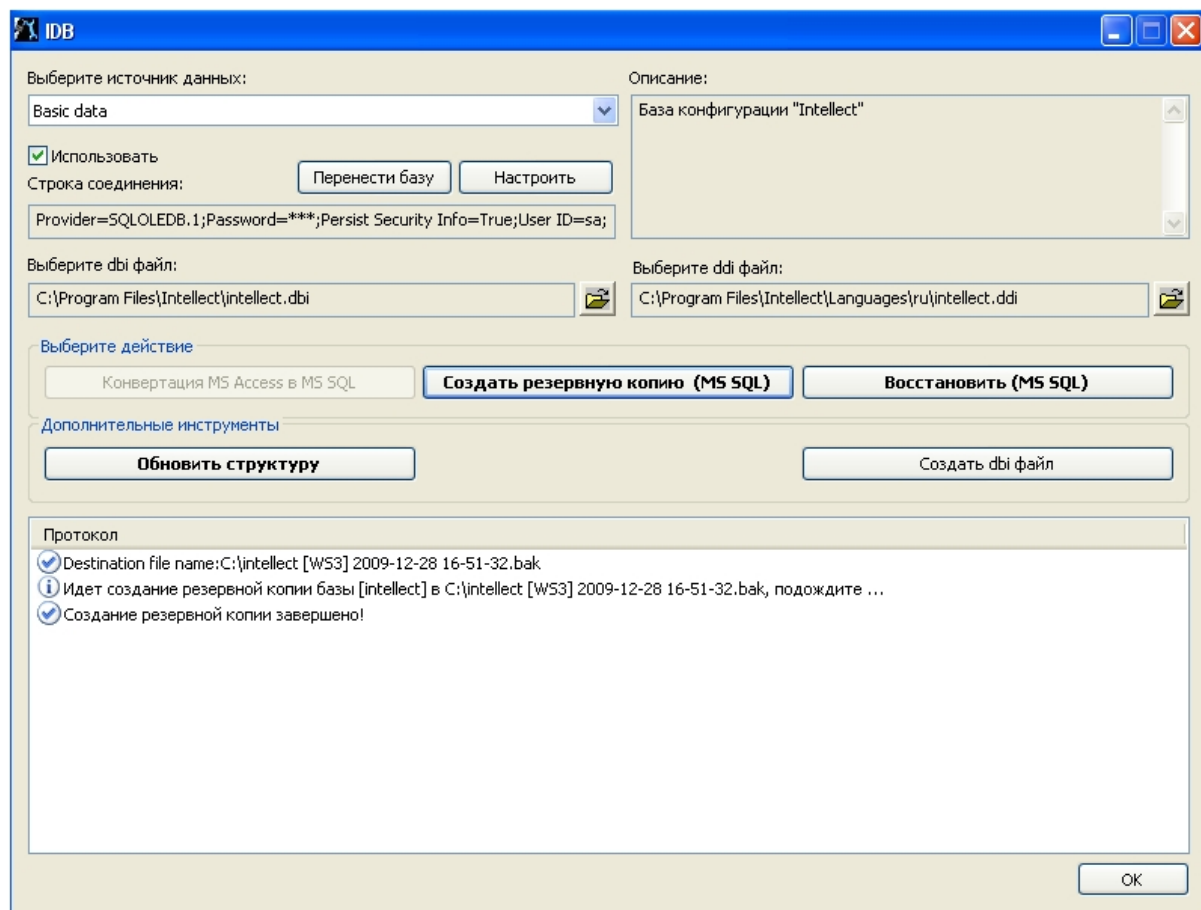 IDB
Выберите источник данных:
Basic data
Использовать
Строка соединения:
Перенести базу
Настроить
Provider=SQLOLEDB.1;Password=***;Persist Security Info=True;User ID=sa;
Описание:
База конфигурации "Intellect"
Выберите dbi файл:
C:\Program Files\Intellect\intellect.dbi
Выберите ddi файл:
C:\Program Files\Intellect\Languages\ru\intellect.ddi
Выберите действие
Конвертация MS Access в MS SQL
Создать резервную копию (MS SQL)
Восстановить (MS SQL)
Дополнительные инструменты
Обновить структуру
Создать dbi файл
Протокол
Destination file name:C:\intellect [WS3] 2009-12-28 16-51-32.bak
Идет создание резервной копии базы [intellect] в C:\intellect [WS3] 2009-12-28 16-51-32.bak, подождите ...
Создание резервной копии завершено!
OK